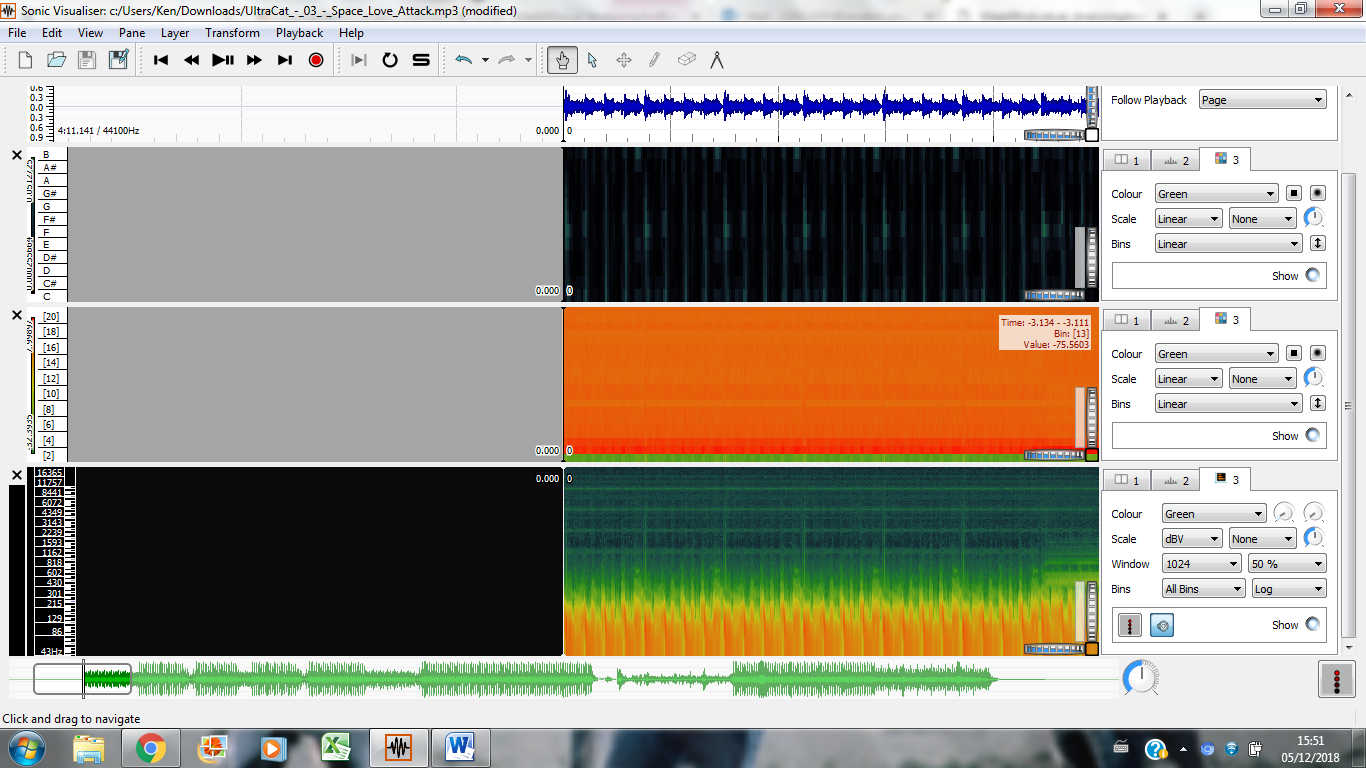 Sonic Visualiser: c:/Users/Ken/Downloads/UltraCat_-_03_-_Space_Love_Attack.mp3 (modified)
File Edit View Pane Layer Transform Playback Help
0.6
0.3
0.0
0.3
0.6
0.9
4:11.141 / 44100Hz
0.000
0
Follow Playback Page
B
A#
A
G#
G
F#
F
E
D#
D
C#
C
0.000
0
1 2 3
Colour Green
Scale Linear None
Bins Linear
Show
[20]
[18]
[16]
[14]
[12]
[10]
[8]
[6]
[4]
[2]
0.000
0
Time: -3.134 - -3.111
Bin: [13]
Value: -75.5603
1 2 3
Colour Green
Scale Linear None
Bins Linear
Show
16365
11757
8441
6072
4349
3143
2239
1593
1162
818
602
430
301
215
129
86
43Hz
0.000
0
1 2 3
Colour Green
Scale dBV None
Window 1024 50 %
Bins All Bins Log
Show
Click and drag to navigate
15:51
05/12/2018